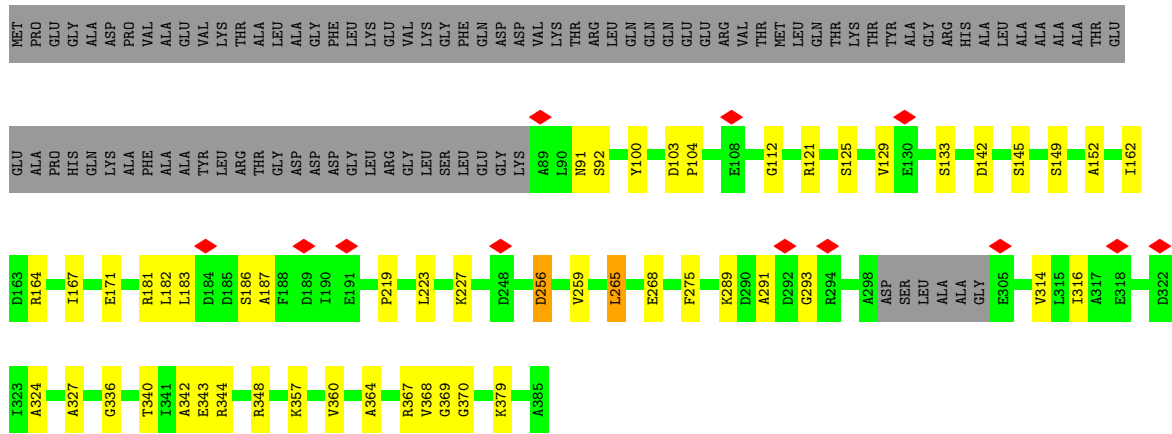 MET PRO GLU GLY ALA ASP PRO VAL ALA GLU VAL LYS THR ALA LEU ALA GLY PHE LEU LYS GLU VAL LYS GLY PHE GLN ASP ASP VAL LYS THR ARG LEU GLN GLN GLN GLU GLU ARG VAL THR MET LEU GLN THR LYS THR TYR ALA GLY ARG HIS ALA LEU ALA ALA ALA ALA THR GLU
GLU ALA PRO HIS GLN LYS ALA PHE ALA ALA TYR LEU ARG THR GLY ASP ASP ASP GLY LEU ARG GLY LEU SER LEU GLU GLY LYS A89 L90 N91 S92 Y100 D103 P104 E108 G112 R121 S125 V129 E130 S133 D142 S145 S149 A152 I162
D163 R164 I167 E171 R181 L182 L183 D184 D185 S186 A187 F188 D189 I190 E191 P219 L223 K227 D248 D256 V259 L265 E268 F275 K289 D290 A291 D292 G293 R294 A298 ASP SER LEU ALA ALA GLY E305 V314 L315 I316 A317 E318 D322
I323 A324 A327 G336 T340 I341 A342 E343 R344 R348 K357 V360 A364 R367 V368 G369 G370 K379 A385